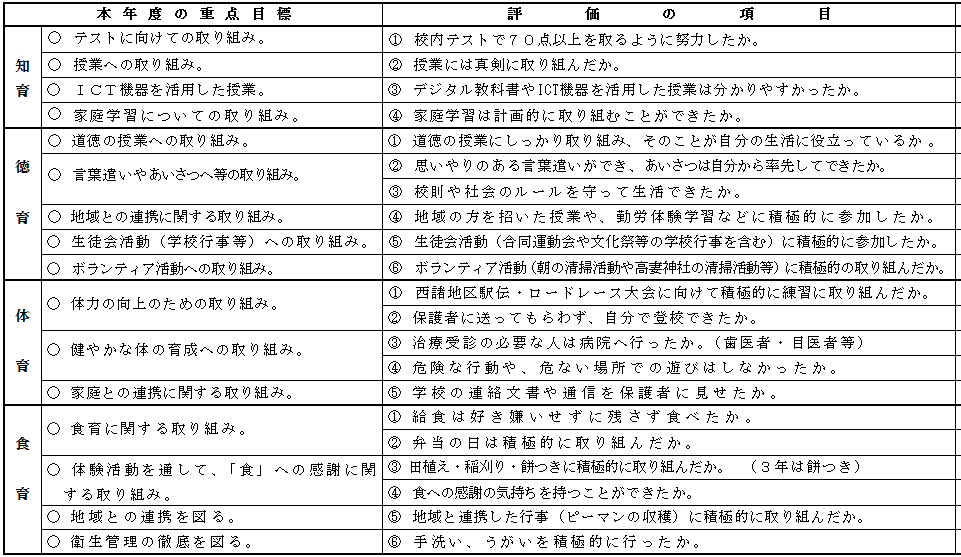 本年度の重点目標
評価の項目
知育
○ テストに向けての取り組み。
① 校内テストで７０点以上を取るように努力したか。
○ 授業への取り組み。
② 授業には真剣に取り組んだか。
○ ＩＣＴ機器を活用した授業。
③ デジタル教科書やICT機器を活用した授業は分かりやすかったか。
○ 家庭学習についての取り組み。
④ 家庭学習は計画的に取り組むことができたか。
徳育
○ 道徳の授業への取り組み。
① 道徳の授業にしっかり取り組み、そのことが自分の生活に役立っているか。
○ 言葉遣いやあいさつへ等の取り組み。
② 思いやりのある言葉遣いができ、あいさつは自分から率先してできたか。
③ 校則や社会のルールを守って生活できたか。
○ 地域との連携に関する取り組み。
④ 地域の方を招いた授業や、勤労体験学習などに積極的に参加したか。
○ 生徒会活動（学校行事等）への取り組み。
⑤ 生徒会活動（合同運動会や文化祭等の学校行事を含む）に積極的に参加したか。
○ ボランティア活動への取り組み。
⑥ ボランティア活動（朝の清掃活動や高妻神社の清掃活動等）に積極的の取り組んだか。
体育
○ 体力の向上のための取り組み。
① 西諸地区駅伝・ロードレース大会に向けて積極的に練習に取り組んだか。
② 保護者に送ってもらわず、自分で登校できたか。
○ 健やかな体の育成への取り組み。
③ 治療受診の必要な人は病院へ行ったか。（歯医者・目医者等）
④ 危険な行動や、危ない場所での遊びはしなかったか。
○ 家庭との連携に関する取り組み。
⑤ 学校の連絡文書や通信を保護者に見せたか。
食育
○ 食育に関する取り組み。
① 給食は好き嫌いせずに残さず食べたか。
② 弁当の日は積極的に取り組んだか。
○ 体験活動を通して、「食」への感謝に関
する取り組み。
③ 田植え・稲刈り・餅つきに積極的に取り組んだか。 （３年は餅つき）
④ 食への感謝の気持ちを持つことができたか。
○ 地域との連携を図る。
⑤ 地域と連携した行事（ピーマンの収穫）に積極的に取り組んだか。
○ 衛生管理の徹底を図る。
⑥ 手洗い、うがいを積極的に行ったか。